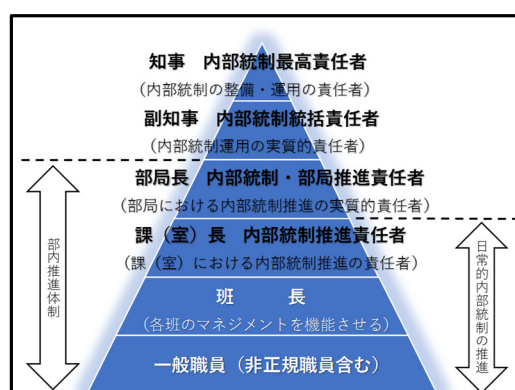 知事　内部統制最高責任者
（内部統制の整備・運用の責任者）
副知事　内部統制統括責任者
（内部統制運用の実質的責任者）
部局長　内部統制・部局推進責任者
（部局における内部統制推進の実質的責任者）
課（室）長　内部統制推進責任者
（課（室）における内部統制推進の責任者）
班　長
（各班のマネジメントを機能させる）
一般職員（非正規職員含む）
部内推進体制
日常的内部統制の推進